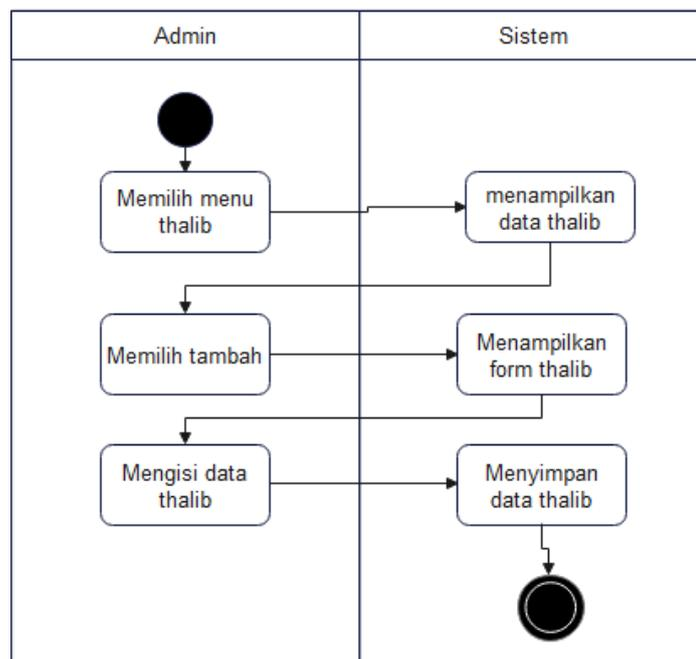 Admin
Sistem
Memilih menu
thalib
menampilkan
data thalib
Memilih tambah
Menampilkan
form thalib
Mengisi data
thalib
Menyimpan
data thalib